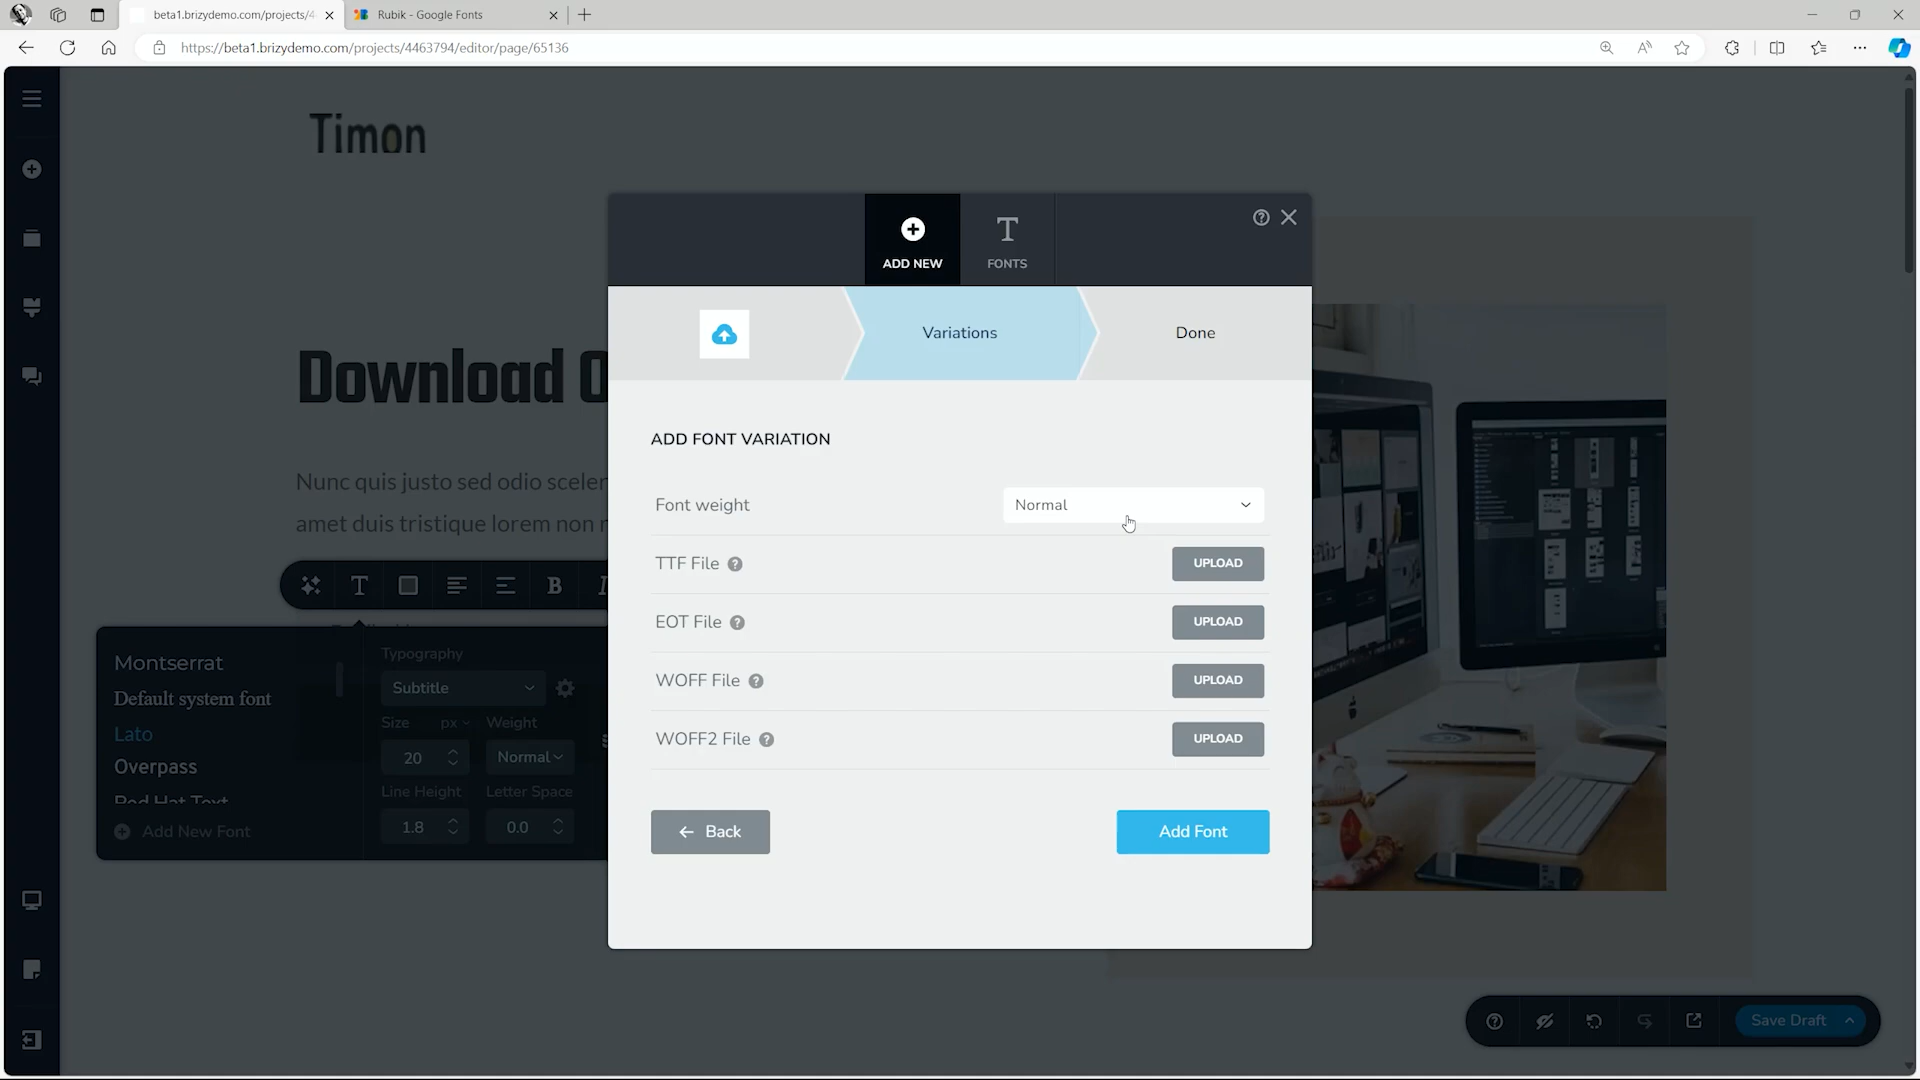 beta1.brizydemo.com/projects/4
Rubik - Google Fonts
https://beta1.brizydemo.com/projects/4463794/editor/page/65136
Timon
ADD NEW
FONTS
Variations
Done
Download O
ADD FONT VARIATION
Nunc quis justo sed odio sceler
amet duis tristique lorem non
Font weight
Normal
TTF File
UPLOAD
EOT File
UPLOAD
WOFF File
UPLOAD
WOFF2 File
UPLOAD
Back
Add Font
Montserrat
Default system font
Lato
Overpass
Red Hat Text
Add New Font
Typography
Subtitle
Size px Weight
20 Normal
Line Height Letter Space
1.8 0.0
Save Draft